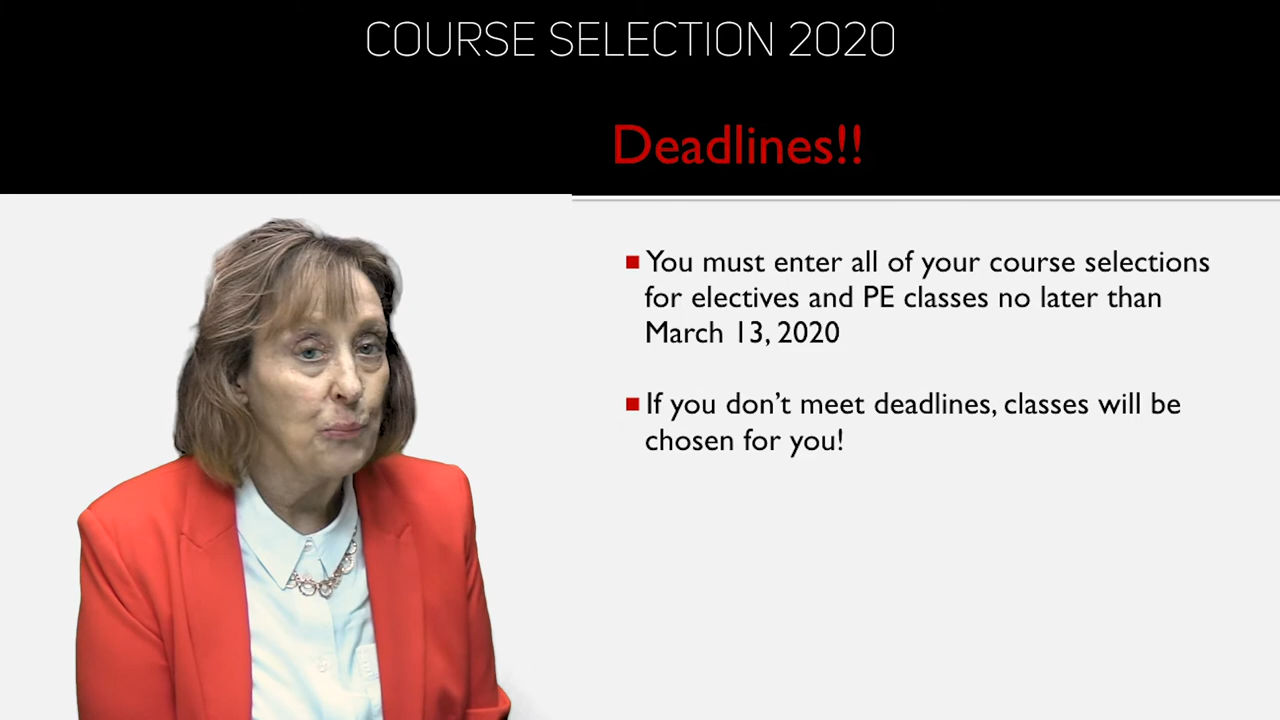 COURSE SELECTION 2020
Deadlines!!
You must enter all of your course selections
for electives and PE classes no later than
March 13, 2020
If you don’t meet deadlines, classes will be
chosen for you!